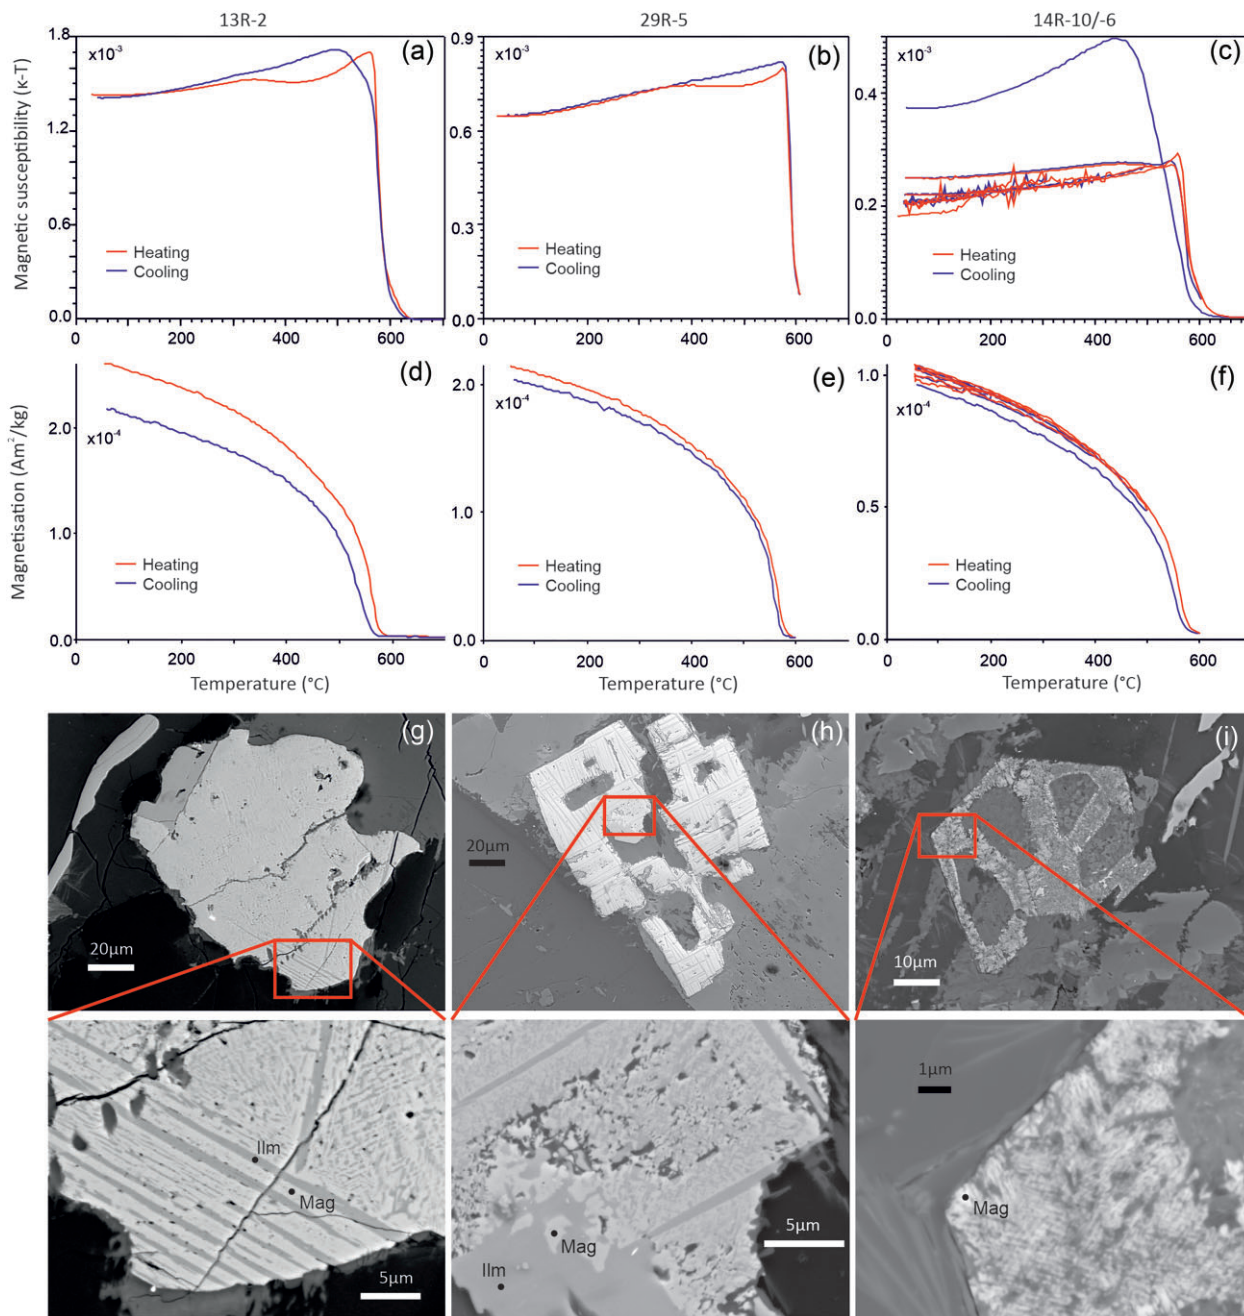 13R-2
29R-5
14R-10/-6
Magnetic susceptibility (κ-T)
1.8
x10⁻³
(a)
1.2
0.6
0.0
Heating
Cooling
200
400
600
0.9
x10⁻³
(b)
0.6
0.3
0.0
Heating
Cooling
200
400
600
x10⁻³
(c)
0.4
0.2
0.0
Heating
Cooling
200
400
600
Magnetisation (Am²/kg)
(d)
2.0
x10⁻⁴
1.0
0.0
Heating
Cooling
0
200
400
600
Temperature (°C)
(e)
2.0
x10⁻⁴
1.0
0.0
Heating
Cooling
0
200
400
600
Temperature (°C)
(f)
1.0
x10⁻⁴
0.5
0.0
Heating
Cooling
0
200
400
600
Temperature (°C)
(g)
20µm
(h)
20µm
(i)
10µm
Ilm
Mag
5µm
Mag
Ilm
5µm
1µm
Mag